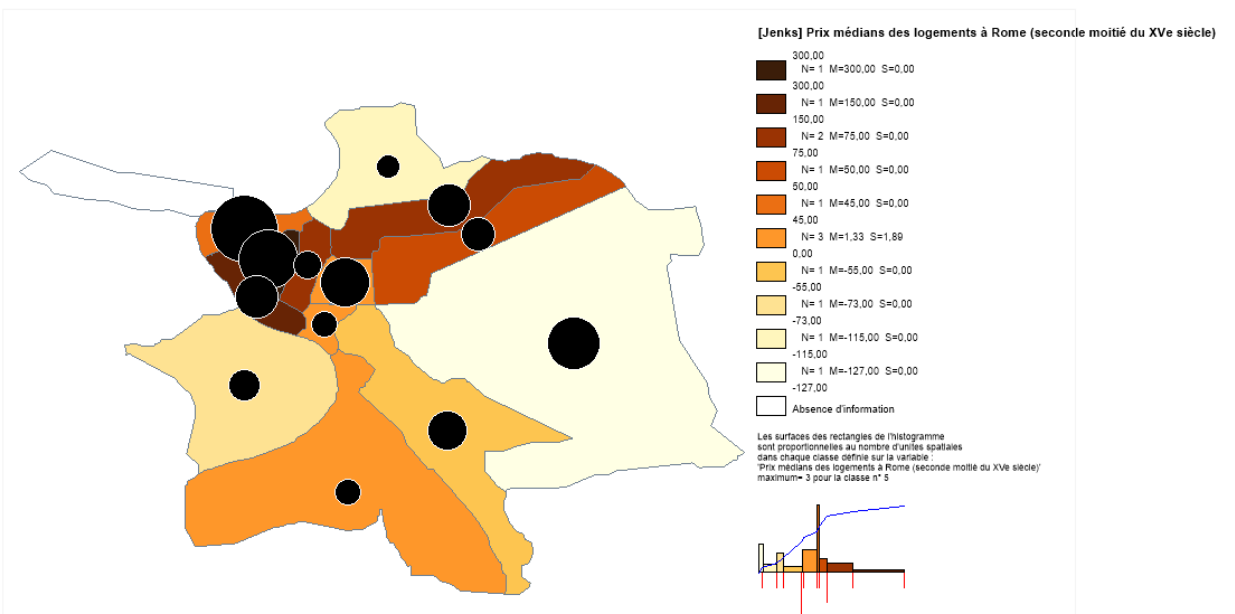 [Jenks] Prix médians des logements à Rome (seconde moitié du XVe siècle)
300,00
N= 1 M=300,00 S=0,00
300,00
N= 1 M=150,00 S=0,00
150,00
N= 2 M=75,00 S=0,00
75,00
N= 1 M=50,00 S=0,00
50,00
N= 1 M=45,00 S=0,00
45,00
N= 3 M=1,33 S=1,89
0,00
N= 1 M=-55,00 S=0,00
-55,00
N= 1 M=-73,00 S=0,00
-73,00
N= 1 M=-115,00 S=0,00
-115,00
N= 1 M=-127,00 S=0,00
-127,00
Absence d'information
Les surfaces des rectangles de l'histogramme
sont proportionnelles au nombre d'unites spatiales
dans chaque classe définie sur la variable :
'Prix médians des logements à Rome (seconde moitié du XVe siècle)'
maximum= 3 pour la classe n° 5